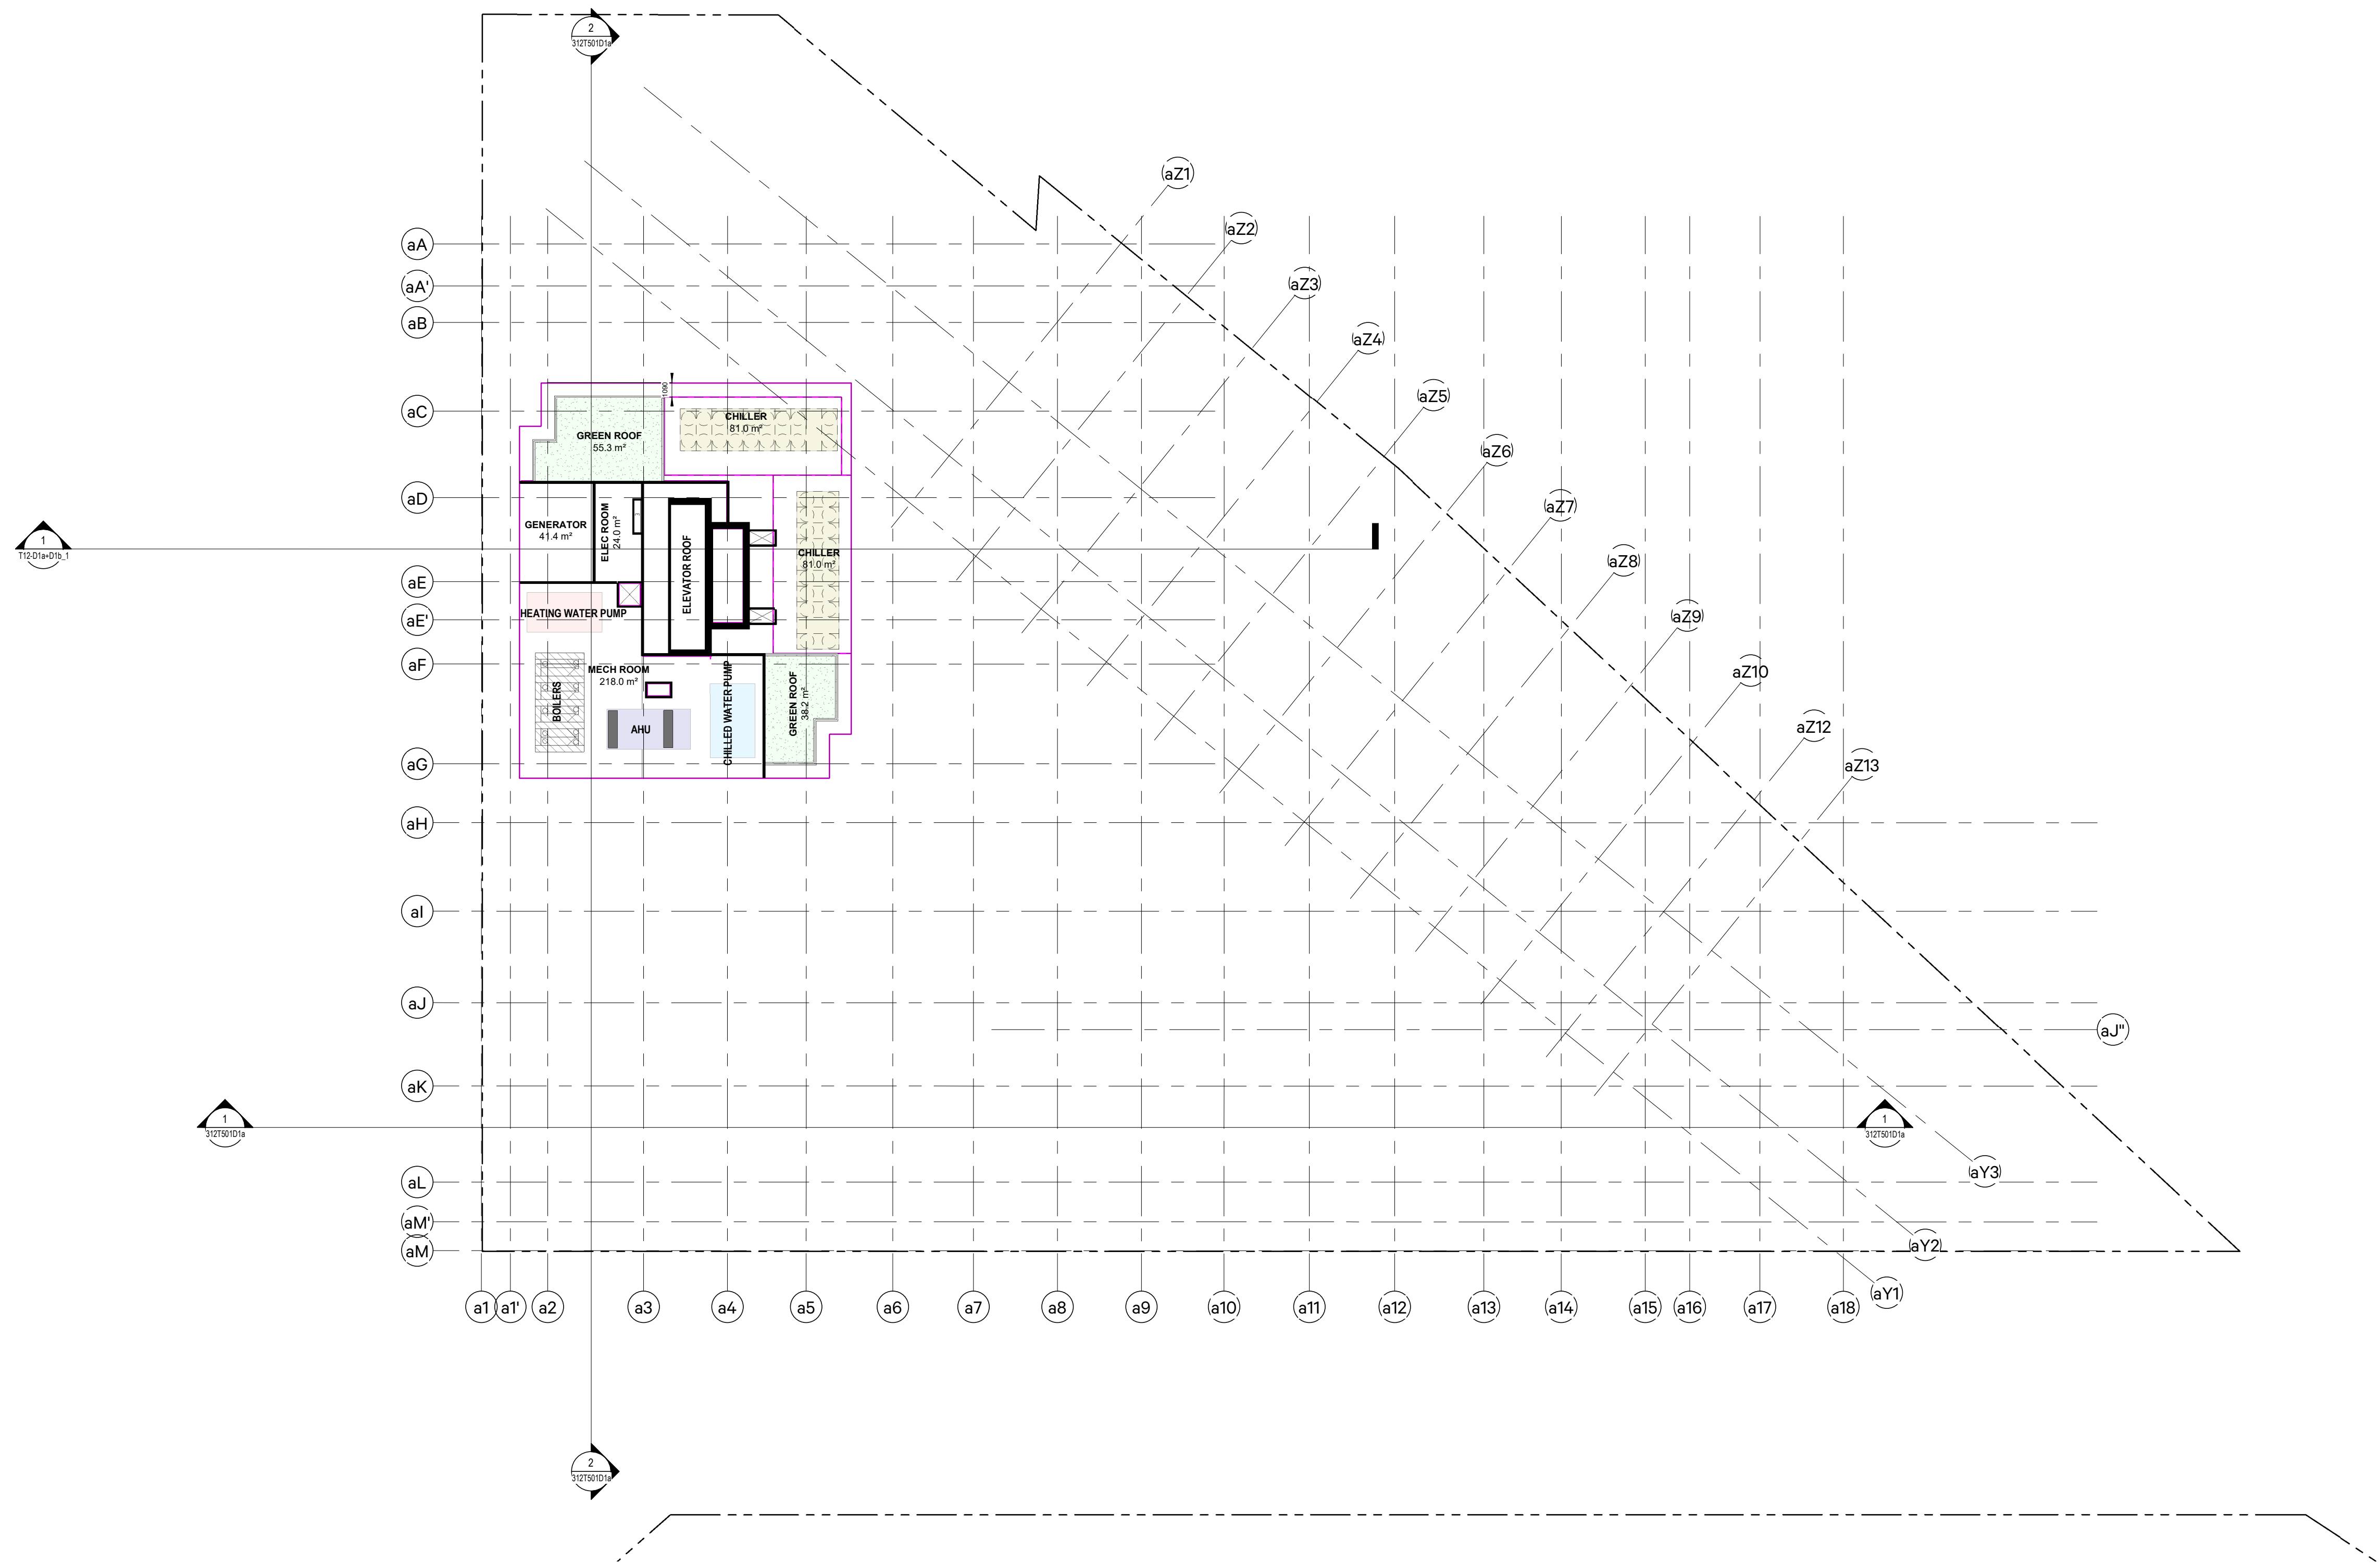 2
312T501D1a
aZ1
aZ2
aA
aZ3
aA'
aB
aZ4
1090
aZ5
aC
CHILLER
81.0 m²
GREEN ROOF
55.3 m²
aZ6
aD
aZ7
GENERATOR
41.4 m²
ELEC ROOM
24.0 m²
1
T12-D1a+D1b_1
ELEVATOR ROOF
CHILLER
81.0 m²
aZ8
aE
HEATING WATER PUMP
aE'
aZ9
aF
MECH ROOM
218.0 m²
aZ10
BOILERS
AHU
CHILLED WATER PUMP
GREEN ROOF
38.2 m²
aZ12
aG
aZ13
aH
aI
aJ
aJ"
aK
1
312T501D1a
1
312T501D1a
aY3
aL
aM'
aM
aY2
aY1
a1
a1'
a2
a3
a4
a5
a6
a7
a8
a9
a10
a11
a12
a13
a14
a15
a16
a17
a18
2
312T501D1a